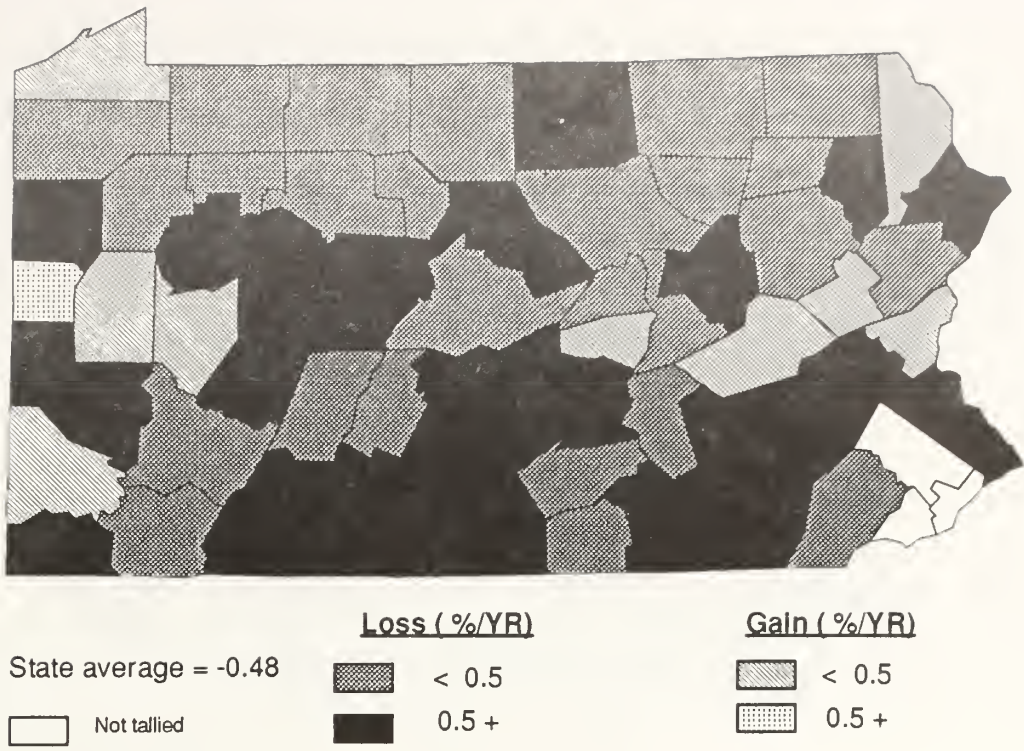 Loss ( %/YR)
Gain ( %/YR)
State average = -0.48
< 0.5
< 0.5
Not tallied
0.5 +
0.5 +